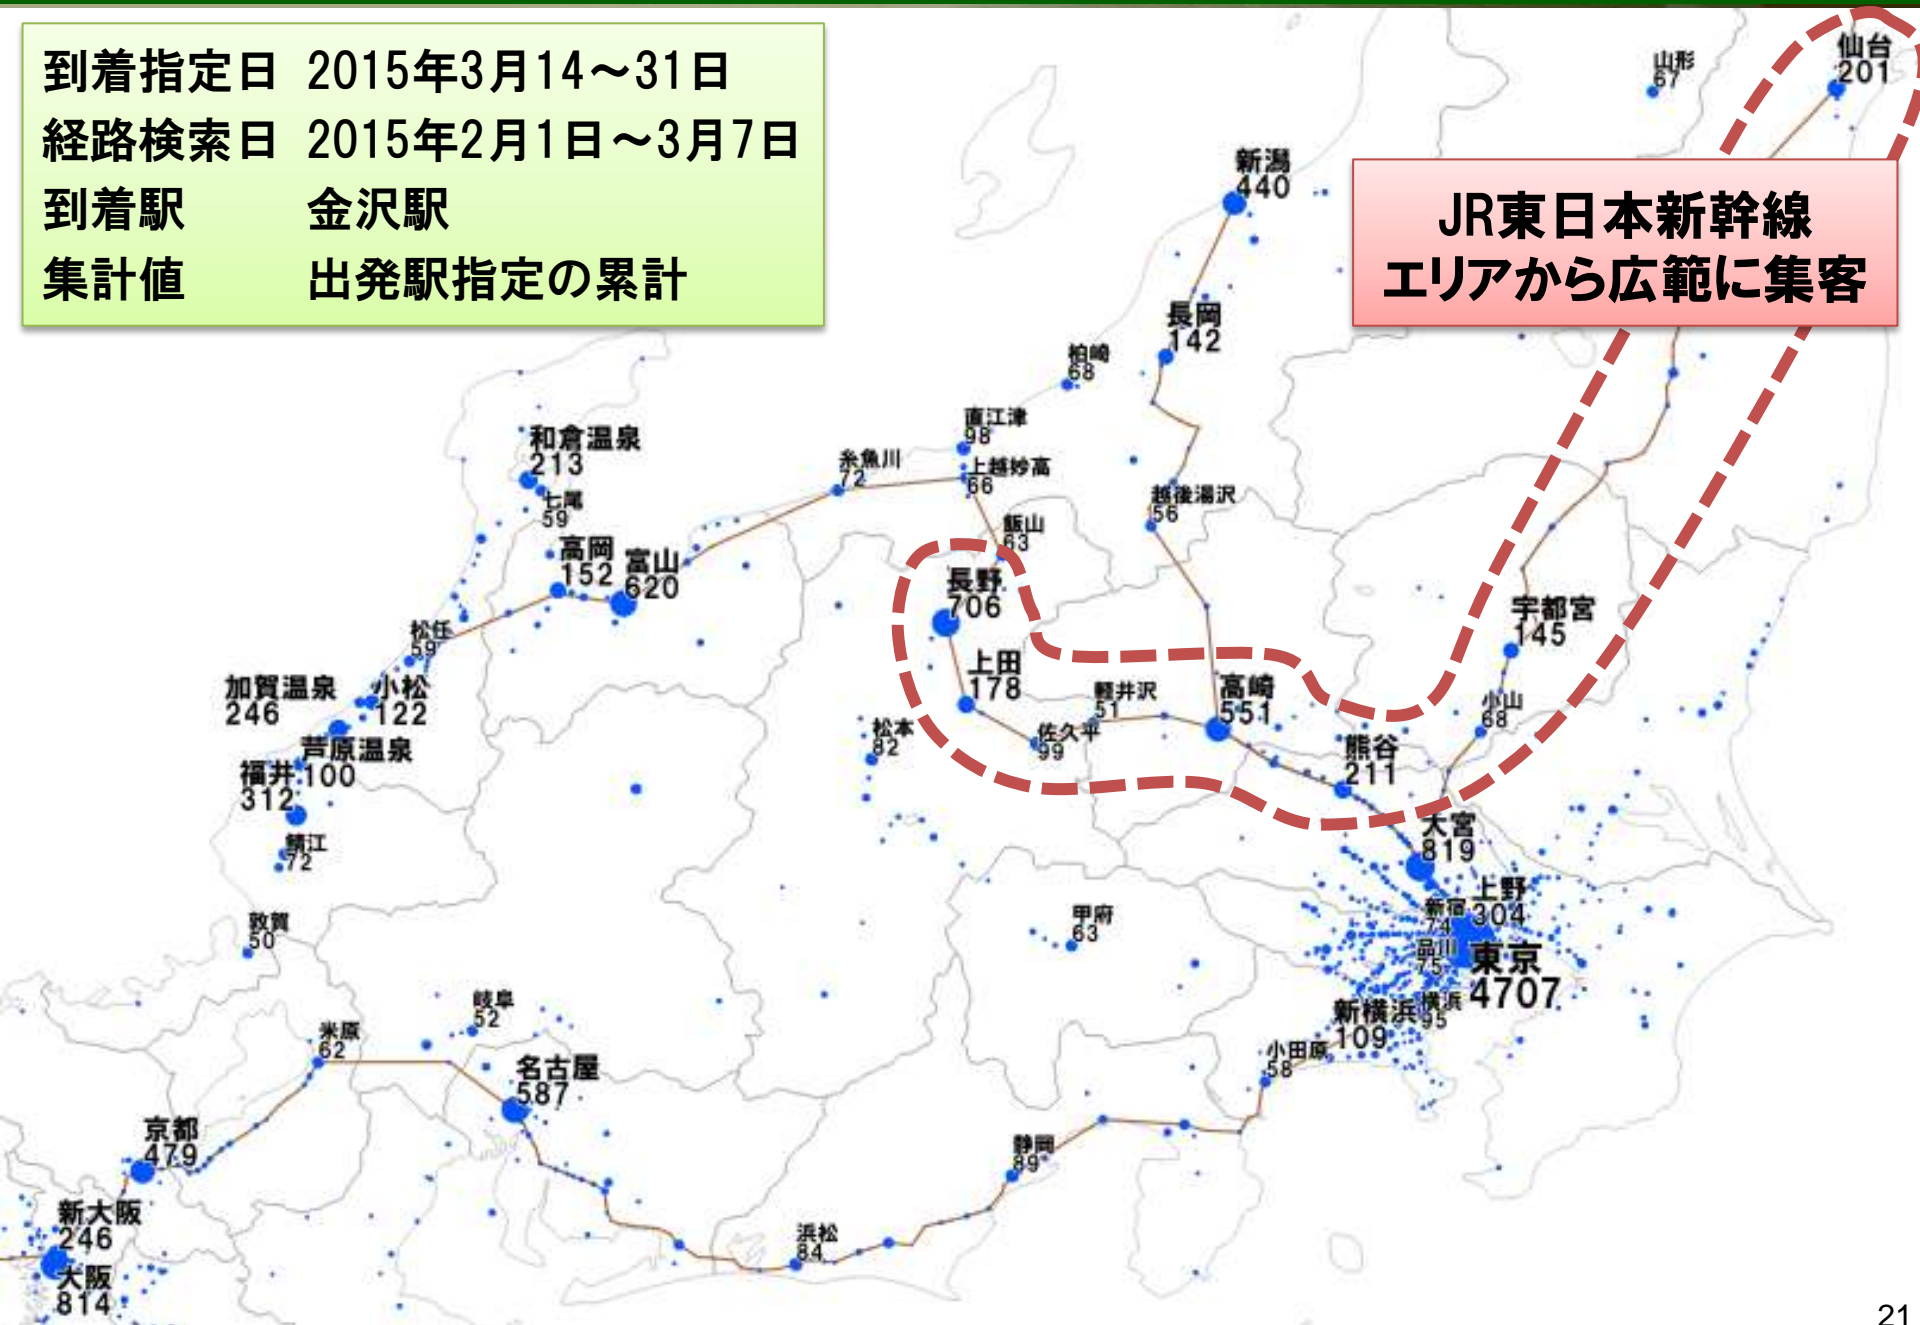 到着指定日 2015年3月14～31日
経路検索日 2015年2月1日～3月7日
到着駅 金沢駅
集計値 出発駅指定の累計
JR東日本新幹線
エリアから広範に集客
仙台
201
山形
67
新潟
440
長岡
142
柏崎
68
直江津
98
上越妙高
66
糸魚川
72
飯山
63
越後湯沢
56
和倉温泉
213
七尾
59
高岡
152
富山
620
長野
706
上田
178
佐久平
99
軽井沢
51
高崎
551
熊谷
211
宇都宮
145
小山
68
松任
59
加賀温泉
246
小松
122
芦原温泉
100
福井
312
鯖江
72
敦賀
50
松本
82
甲府
63
大宮
819
上野
304
新宿
74
品川
75
東京
4707
横浜
95
新横浜
109
小田原
58
岐阜
52
米原
62
名古屋
587
京都
479
新大阪
246
大阪
814
静岡
89
浜松
84
21